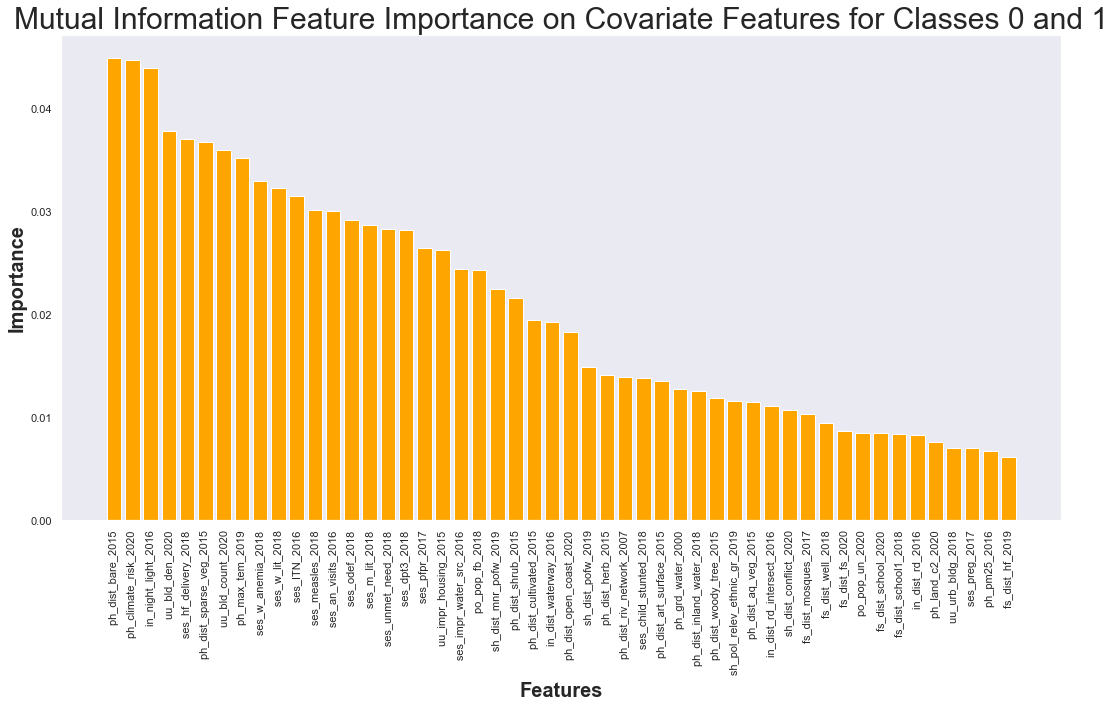 Mutual Information Feature Importance on Covariate Features for Classes 0 and 1
Importance
0.04
0.03
0.02
0.01
0.00
ph_dist_bare_2015
ph_climate_risk_2020
in_night_light_2016
uu_bld_den_2020
ses_hf_delivery_2018
ph_dist_sparse_veg_2015
uu_bld_count_2020
ph_max_tem_2019
ses_w_anemia_2018
ses_w_lit_2018
ses_ITN_2016
ses_measles_2018
ses_an_visits_2016
ses_odef_2018
ses_m_lit_2018
ses_unmet_need_2018
ses_dpt3_2018
ses_pfpr_2017
uu_impr_housing_2015
ses_impr_water_src_2016
po_pop_fb_2018
sh_dist_mnr_pofw_2019
ph_dist_shrub_2015
ph_dist_cultivated_2015
in_dist_waterway_2016
ph_dist_open_coast_2020
sh_dist_pofw_2019
ph_dist_herb_2015
ph_dist_riv_network_2007
ses_child_stunted_2018
ph_dist_art_surface_2015
ph_grd_water_2000
ph_dist_inland_water_2018
ph_dist_woody_tree_2015
sh_pol_relev_ethnic_gr_2019
ph_dist_aq_veg_2015
in_dist_rd_intersect_2016
sh_dist_conflict_2020
fs_dist_mosques_2017
fs_dist_well_2018
fs_dist_fs_2020
po_pop_un_2020
fs_dist_school_2020
fs_dist_school1_2018
in_dist_rd_2016
ph_land_c2_2020
uu_urb_bldg_2018
ses_preg_2017
ph_pm25_2016
fs_dist_hf_2019
Features